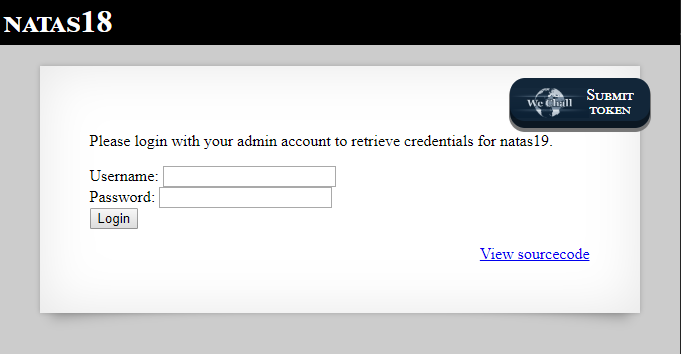 NATAS18
We Chall
SUBMIT
TOKEN
Please login with your admin account to retrieve credentials for natas19.
Username:
Password:
Login
View sourcecode